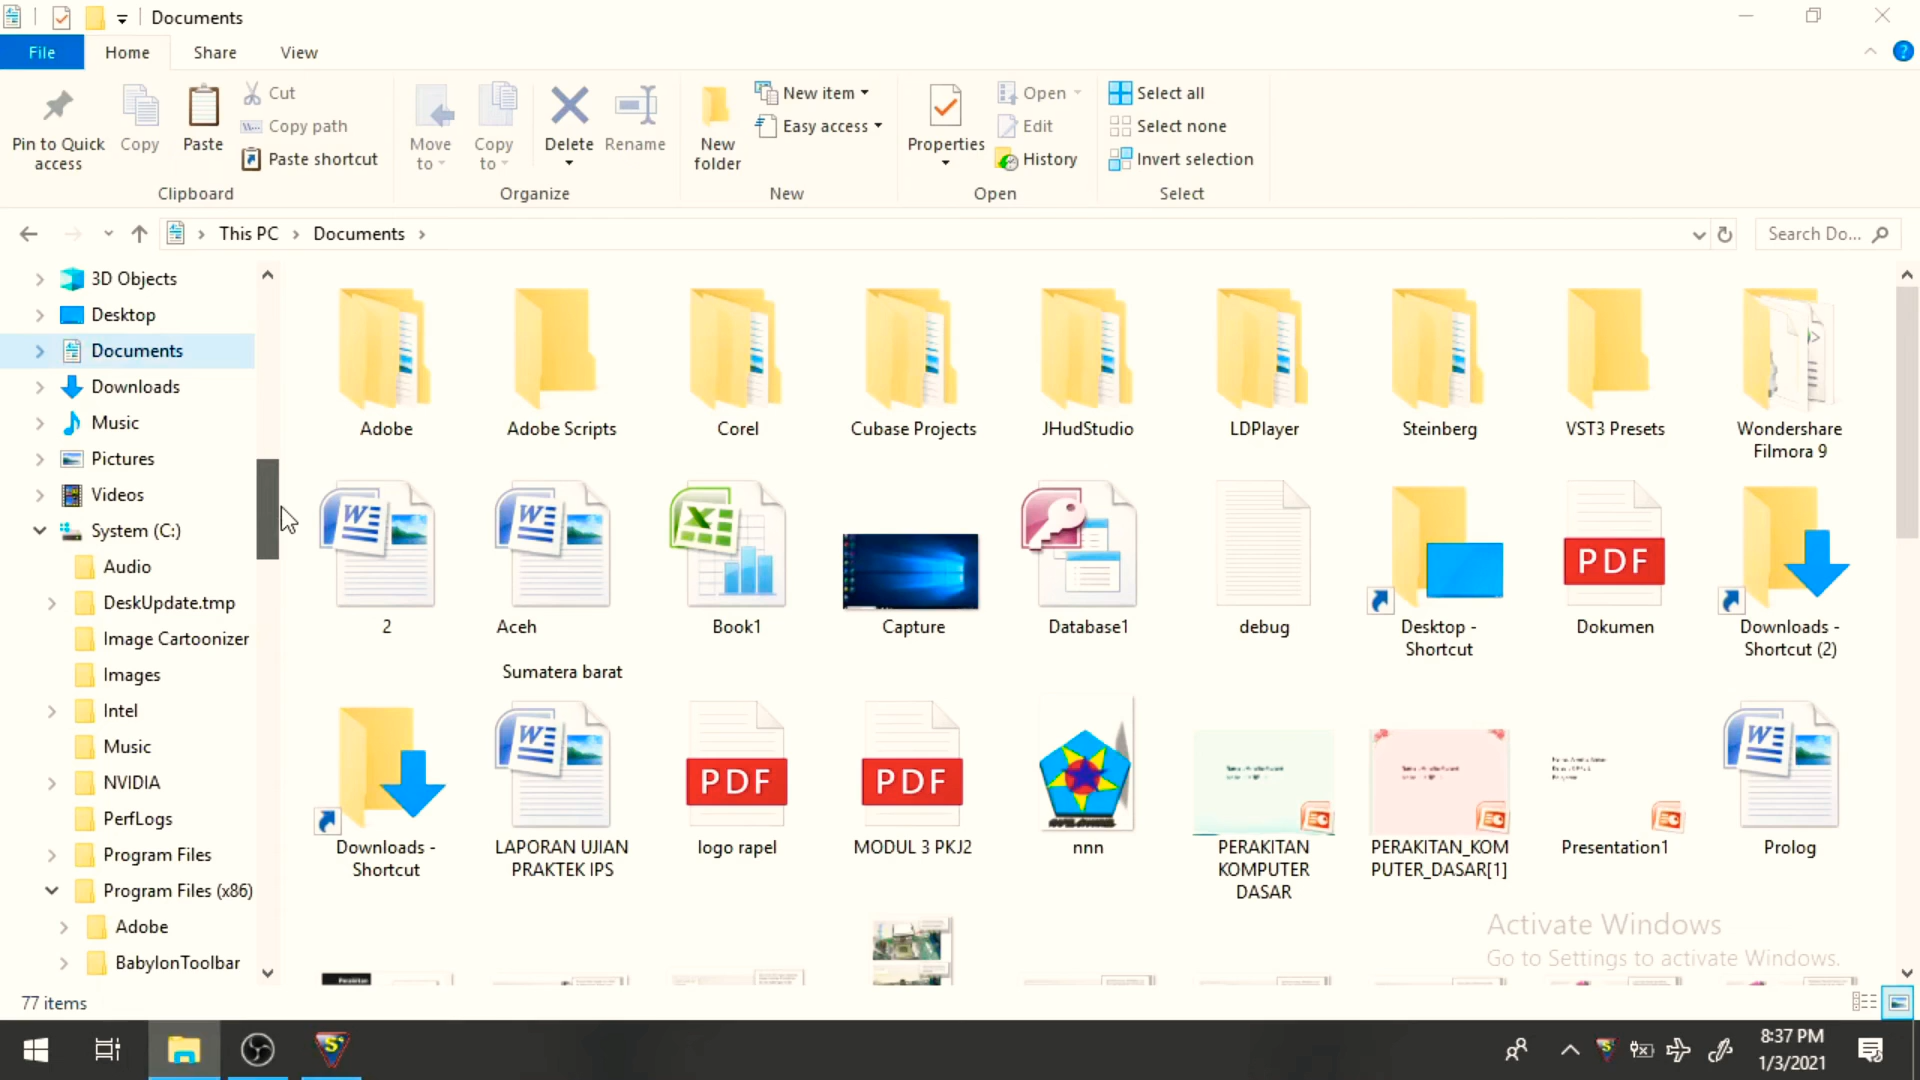 Documents
File
Home
Share
View
Pin to Quick
access
Copy
Paste
Cut
Copy path
Paste shortcut
Clipboard
Move
to
Copy
to
Delete
Rename
Organize
New
folder
New item
Easy access
New
Properties
Open
Edit
History
Open
Select all
Select none
Invert selection
Select
This PC
Documents
Search Do...
3D Objects
Desktop
Documents
Downloads
Music
Pictures
Videos
System (C:)
Audio
DeskUpdate.tmp
Image Cartoonizer
Images
Intel
Music
NVIDIA
PerfLogs
Program Files
Program Files (x86)
Adobe
BabylonToolbar
Adobe
Adobe Scripts
Corel
Cubase Projects
JHudStudio
LDPlayer
Steinberg
VST3 Presets
Wondershare
Filmora 9
2
Aceh
Sumatera barat
Book1
Capture
Database1
debug
Desktop -
Shortcut
PDF
Dokumen
Downloads -
Shortcut (2)
Downloads -
Shortcut
LAPORAN UJIAN
PRAKTEK IPS
PDF
logo rapel
PDF
MODUL 3 PKJ2
nnn
PERAKITAN
KOMPUTER
DASAR
PERAKITAN_KOM
PUTER_DASAR[1]
Presentation1
Prolog
Activate Windows
Go to Settings to activate Windows.
77 items
8:37 PM
1/3/2021